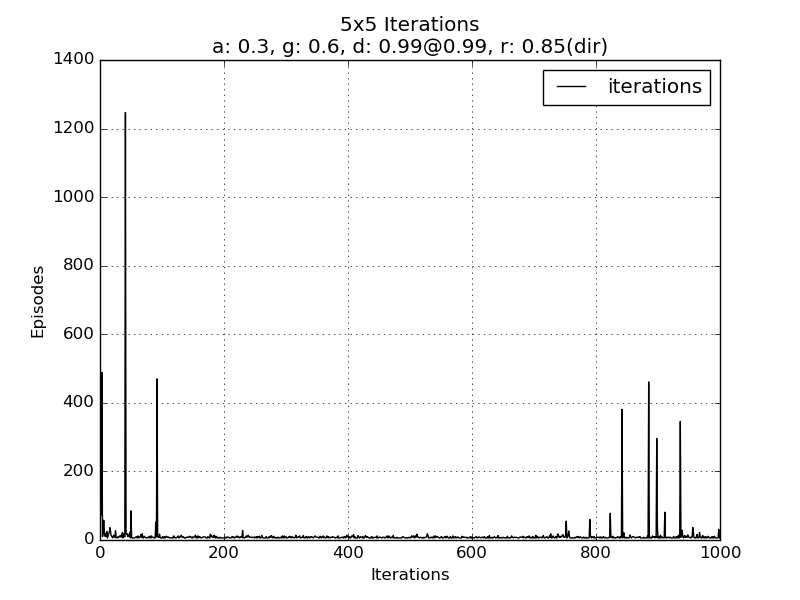 5x5 Iterations
a: 0.3, g: 0.6, d: 0.99@0.99, r: 0.85(dir)
iterations
1400
1200
1000
800
600
400
200
0
Episodes
0 200 400 600 800 1000
Iterations